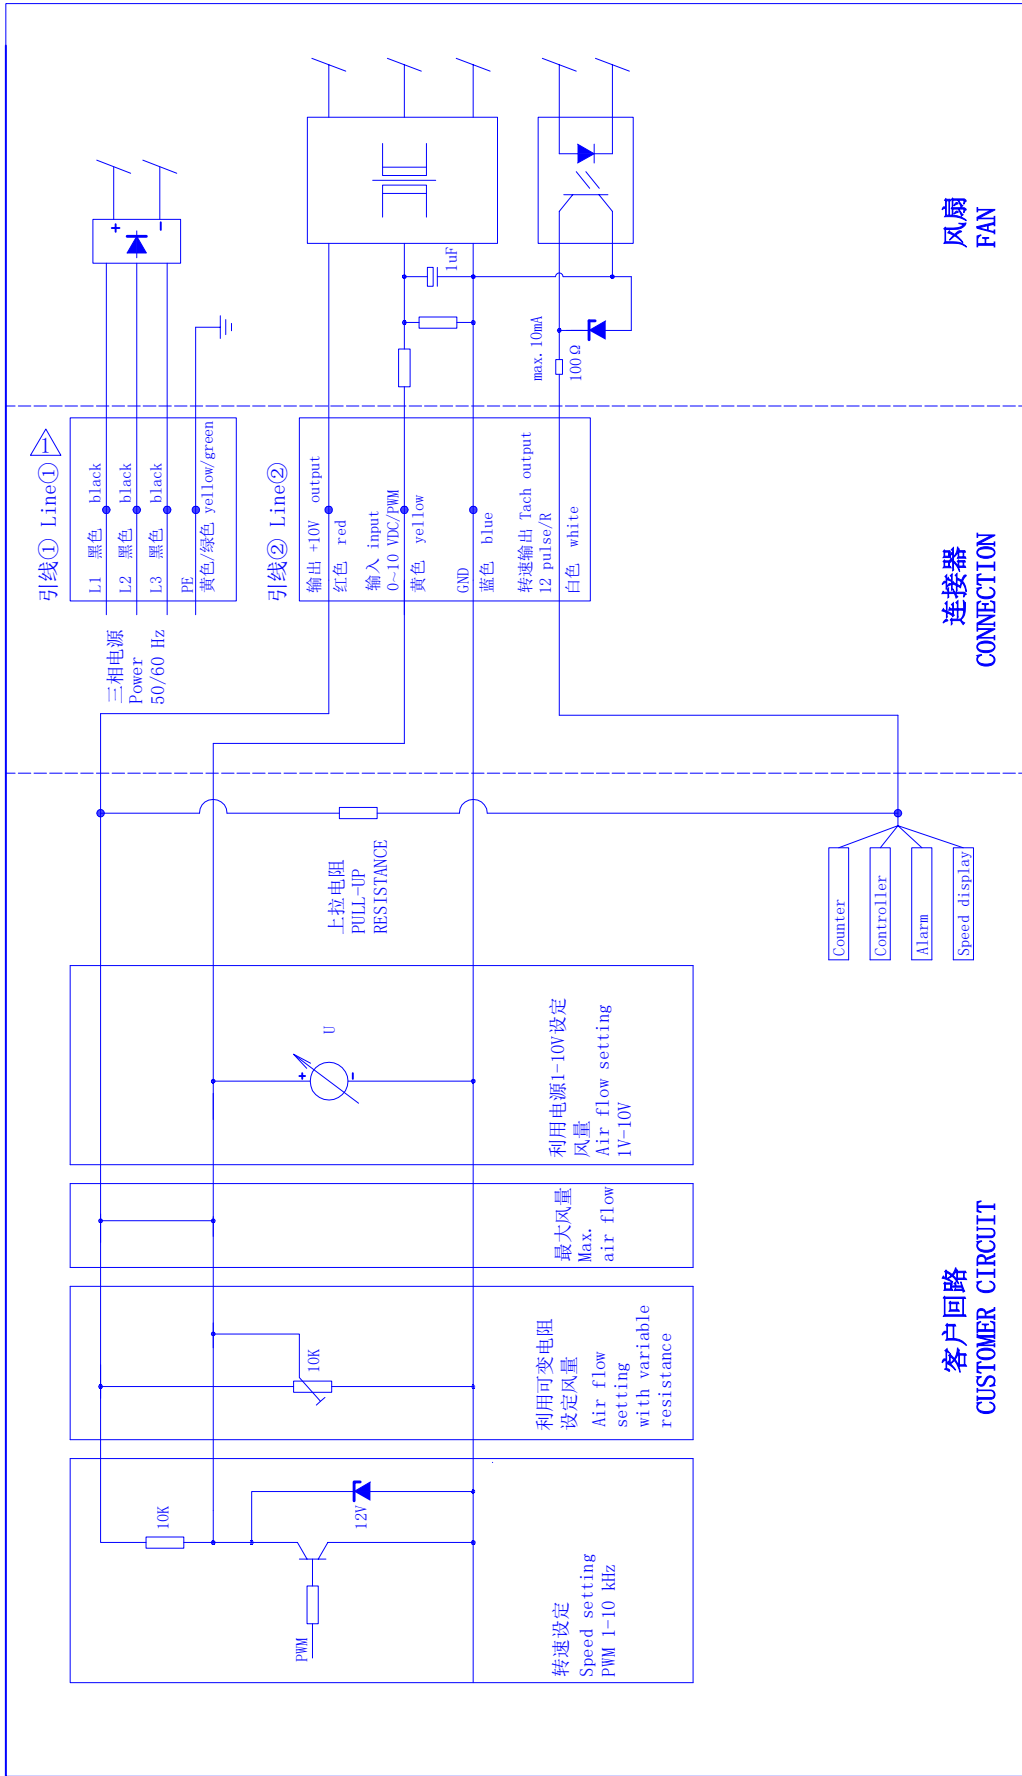 客户回路
CUSTOMER CIRCUIT
连接器
CONNECTION
风扇
FAN
转速设定
Speed setting
PWM 1-10 kHz
PWM
10K
12V
利用可变电阻
设定风量
Air flow
setting
with variable
resistance
10K
最大风量
Max.
air flow
利用电源1-10V设定
风量
Air flow setting
1V-10V
U
+
-
上拉电阻
PULL-UP
RESISTANCE
Counter
Controller
Alarm
Speed display
三相电源
Power
50/60 Hz
引线① Line①
1
L1 黑色 black
L2 黑色 black
L3 黑色 black
PE
黄色/绿色 yellow/green
引线② Line②
输出 +10V output
红色 red
输入 input
0~10 VDC/PWM
黄色 yellow
GND
蓝色 blue
转速输出 Tach output
12 pulse/R
白色 white
+
-
1uF
max. 10mA
100Ω